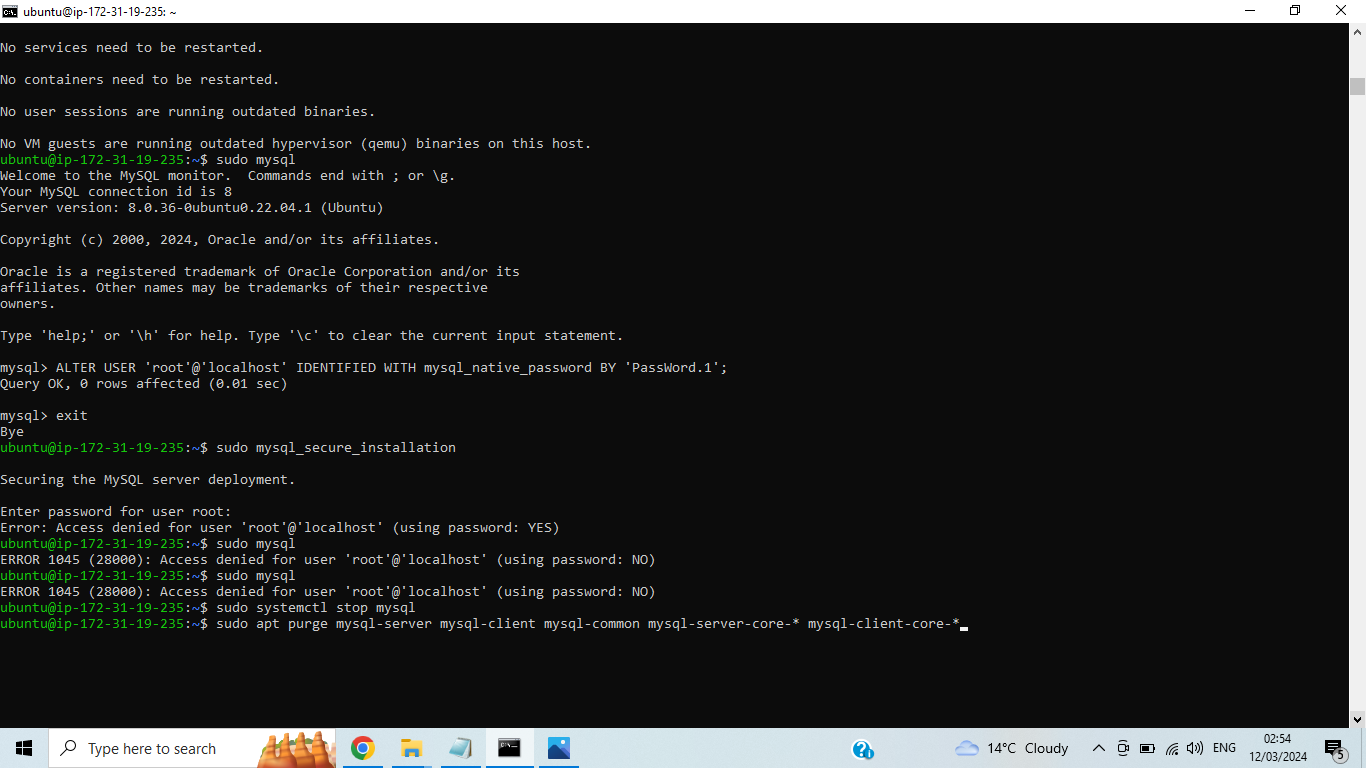 ubuntu@ip-172-31-19-235: ~
No services need to be restarted.
No containers need to be restarted.
No user sessions are running outdated binaries.
No VM guests are running outdated hypervisor (qemu) binaries on this host.
ubuntu@ip-172-31-19-235:~$ sudo mysql
Welcome to the MySQL monitor.  Commands end with ; or \g.
Your MySQL connection id is 8
Server version: 8.0.36-0ubuntu0.22.04.1 (Ubuntu)
Copyright (c) 2000, 2024, Oracle and/or its affiliates.
Oracle is a registered trademark of Oracle Corporation and/or its
affiliates. Other names may be trademarks of their respective
owners.
Type 'help;' or '\h' for help. Type '\c' to clear the current input statement.
mysql> ALTER USER 'root'@'localhost' IDENTIFIED WITH mysql_native_password BY 'PassWord.1';
Query OK, 0 rows affected (0.01 sec)
mysql> exit
Bye
ubuntu@ip-172-31-19-235:~$ sudo mysql_secure_installation
Securing the MySQL server deployment.
Enter password for user root:
Error: Access denied for user 'root'@'localhost' (using password: YES)
ubuntu@ip-172-31-19-235:~$ sudo mysql
ERROR 1045 (28000): Access denied for user 'root'@'localhost' (using password: NO)
ubuntu@ip-172-31-19-235:~$ sudo mysql
ERROR 1045 (28000): Access denied for user 'root'@'localhost' (using password: NO)
ubuntu@ip-172-31-19-235:~$ sudo systemctl stop mysql
ubuntu@ip-172-31-19-235:~$ sudo apt purge mysql-server mysql-client mysql-common mysql-server-core-* mysql-client-core-*
Type here to search
14°C Cloudy
ENG
02:54
12/03/2024
5